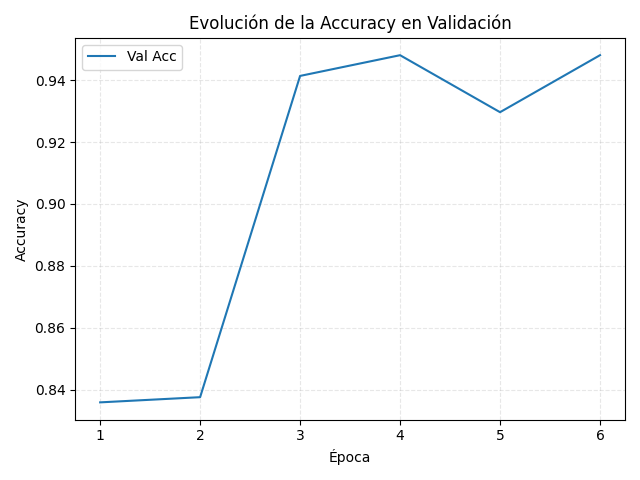 Evolución de la Accuracy en Validación
Val Acc
0.94
0.92
0.90
0.88
0.86
0.84
Accuracy
1 2 3 4 5 6
Época